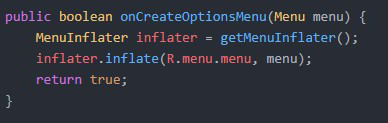 public boolean onCreateOptionsMenu(Menu menu) {
    MenuInflater inflater = getMenuInflater();
    inflater.inflate(R.menu.menu, menu);
    return true;
}